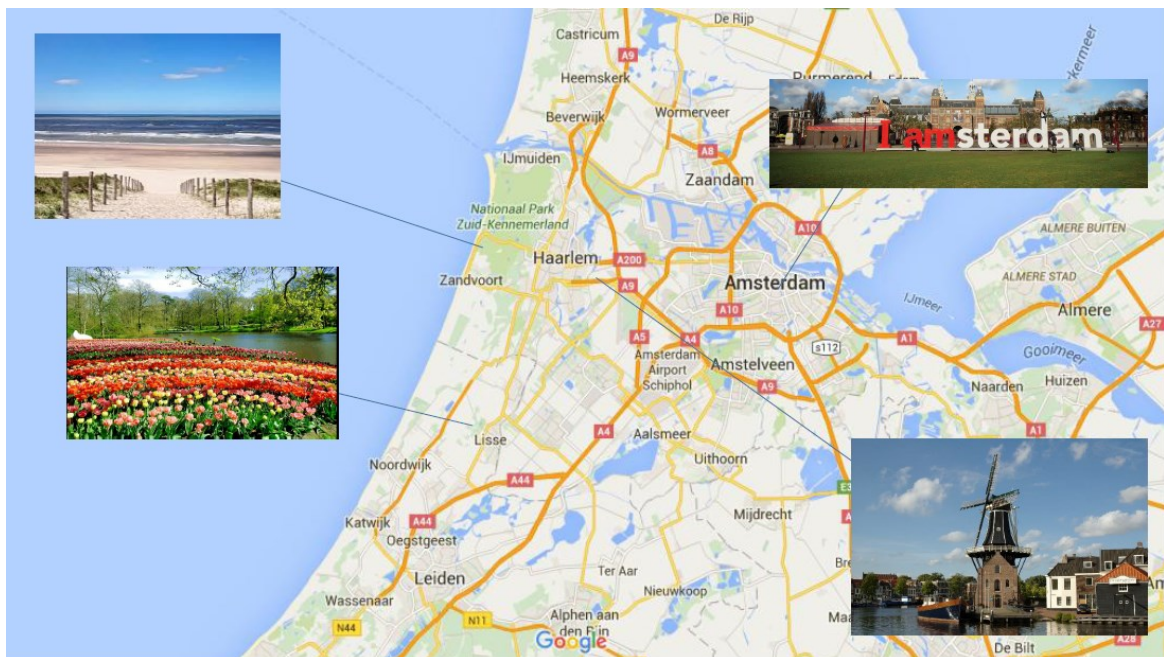 De Rijp
Castricum
A9
Heemskerk
Beverwijk
Wormerveer
A8
IJmuiden
Zaandam
I amsterdam
Nationaal Park
Zuid-Kennemerland
A10
ALMERE BUITEN
Haarlem
A200
Zandvoort
A9
Amsterdam
ALMERE STAD
IJmeer
Almere
A10
A27
A5
A4
s112
A1
Gooimeer
Amsterdam
Airport
Schiphol
Amstelveen
A9
Naarden
Huizen
Lisse
A4
Aalsmeer
A1
Uithoorn
Noordwijk
A44
Mijdrecht
Katwijk
A44
Oegstgeest
Leiden
Ter Aar
Nieuwkoop
Wassenaar
Alphen aan
den Rijn
N11
N44
Google
De Bilt
A28